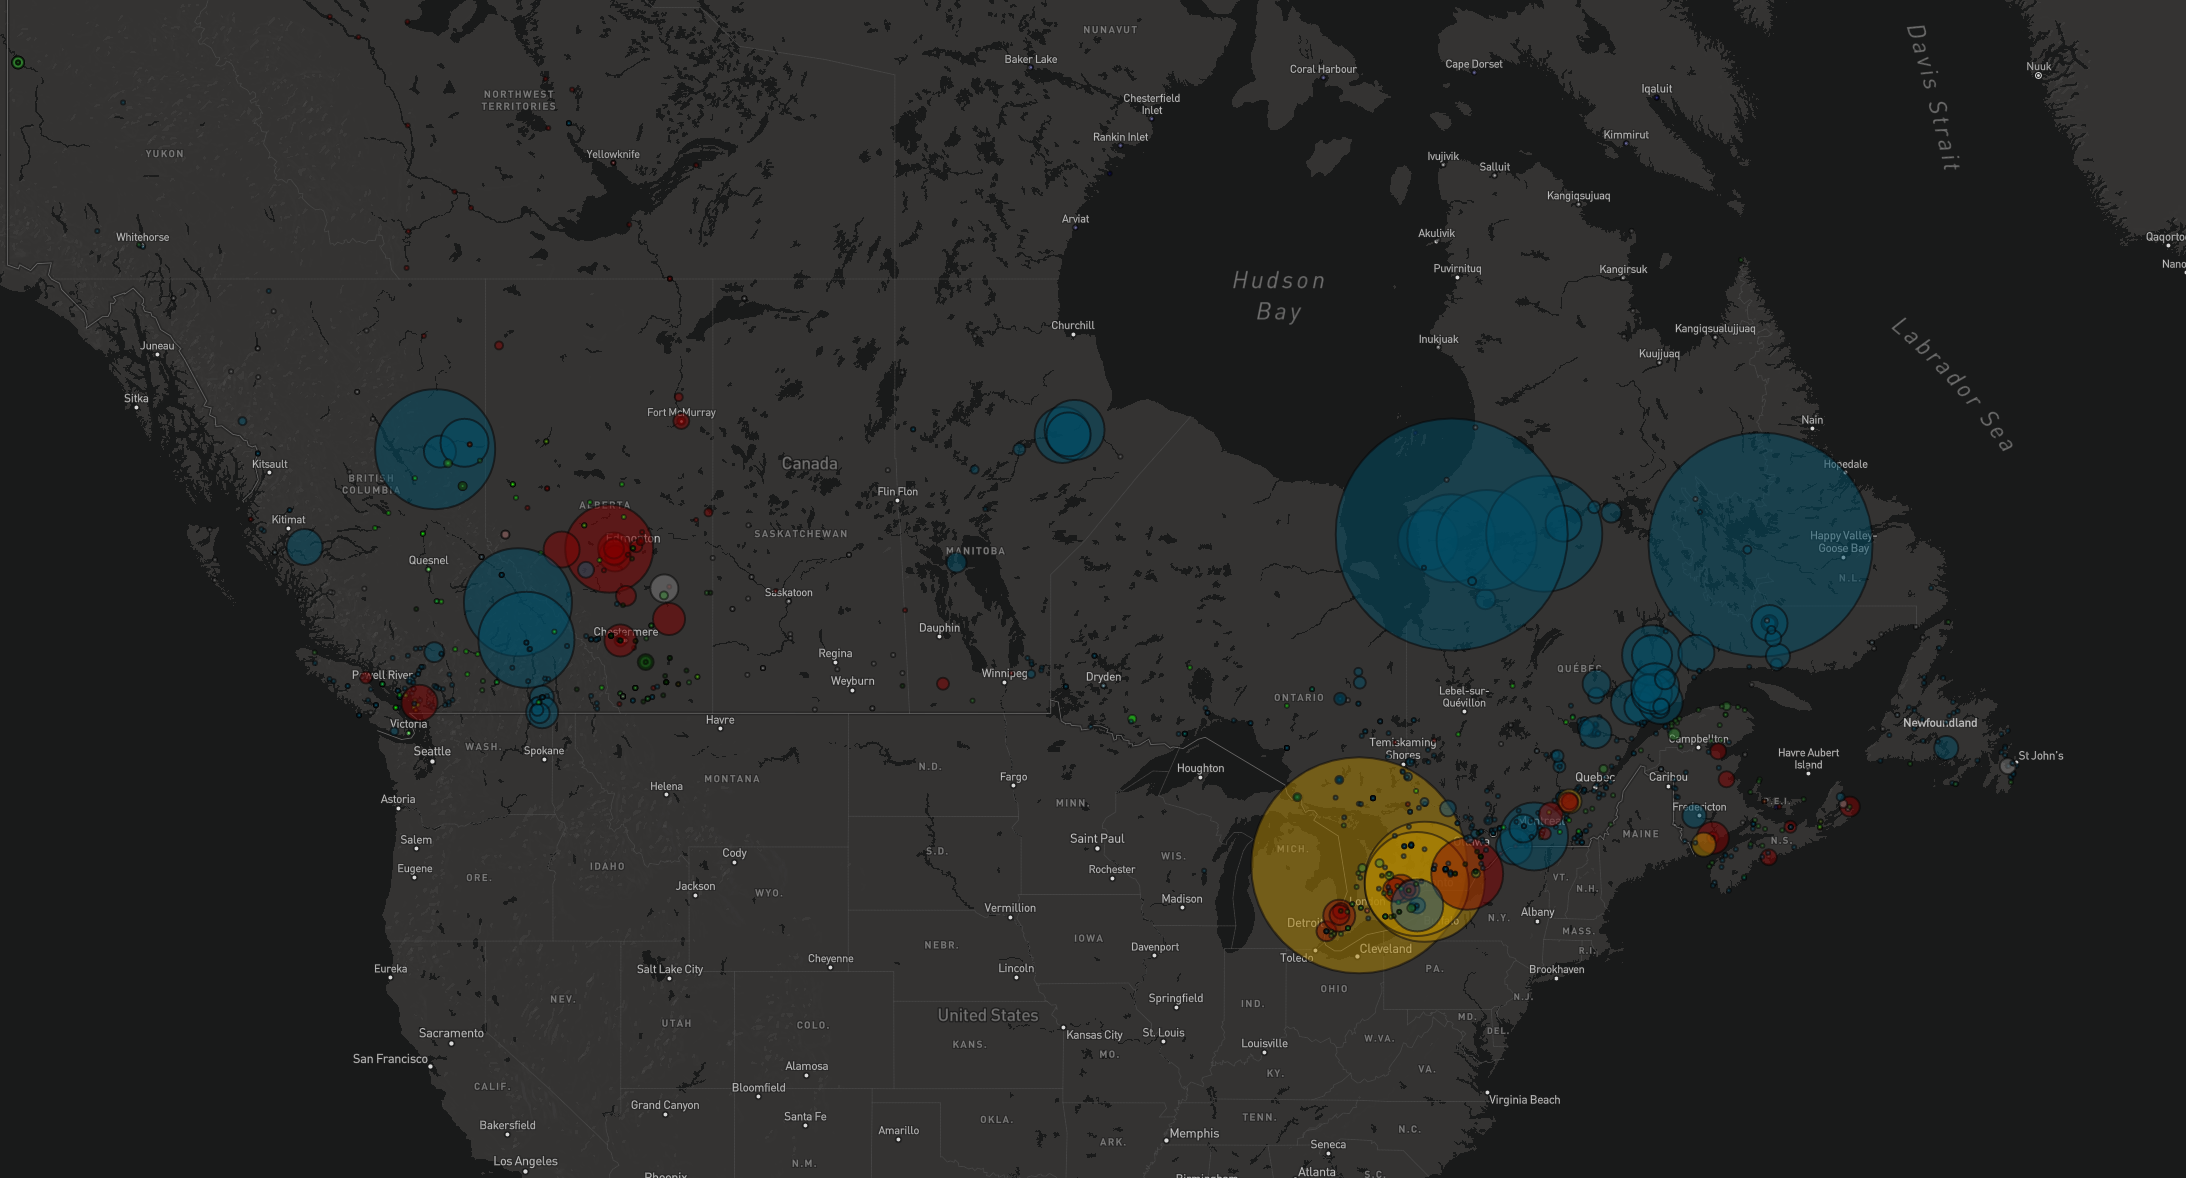 NUNAVUT
Baker Lake
Coral Harbour
Cape Dorset
Davis Strait
Nuuk
NORTHWEST
TERRITORIES
Chesterfield
Inlet
Iqaluit
Rankin Inlet
Kimmirut
YUKON
Yellowknife
Ivujivik
Salluit
Kangiqsujuaq
Arviat
Whitehorse
Akulivik
Qaqorto
Nano
Puvirnituq
Kangirsuk
Hudson
Bay
Churchill
Kangiqsualujjuaq
Labrador Sea
Juneau
Inukjuak
Kuujjuaq
Sitka
Fort McMurray
Nain
Kitsault
Canada
Hopedale
BRITISH
COLUMBIA
Flin Flon
ALBERTA
Kitimat
SASKATCHEWAN
Edmonton
MANITOBA
Happy Valley-
Goose Bay
Quesnel
N.L.
Saskatoon
Dauphin
Chestermere
Regina
Powell River
Weyburn
Winnipeg
Dryden
QUÉBEC
ONTARIO
Lebel-sur-
Quévillon
Victoria
Havre
Newfoundland
Seattle
WASH.
Spokane
Temiskaming
Shores
Campbellton
Havre Aubert
Island
St John's
Houghton
MONTANA
N.D.
Fargo
Quebec
Caribou
Helena
Astoria
MINN.
Fredericton
P.E.I.
Salem
Saint Paul
Montreal
MAINE
N.S.
Eugene
Cody
S.D.
WIS.
MICH.
Ottawa
IDAHO
ORE.
Rochester
VT.
N.H.
Jackson
WYO.
Madison
London
Vermillion
Detroit
N.Y.
Albany
MASS.
NEBR.
IOWA
Davenport
Cleveland
R.I.
Eureka
Salt Lake City
Cheyenne
Lincoln
Toledo
PA.
Brookhaven
NEV.
OHIO
Springfield
IND.
N.J.
UTAH
COLO.
United States
MD.
DEL.
Sacramento
Kansas City
St. Louis
W.VA.
San Francisco
KANS.
MO.
Louisville
Alamosa
KY.
VA.
CALIF.
Bloomfield
Grand Canyon
Virginia Beach
Santa Fe
OKLA.
TENN.
Bakersfield
Amarillo
Memphis
N.C.
ARK.
Seneca
Los Angeles
N.M.
Atlanta
S.C.
Phoenix
Birmingham